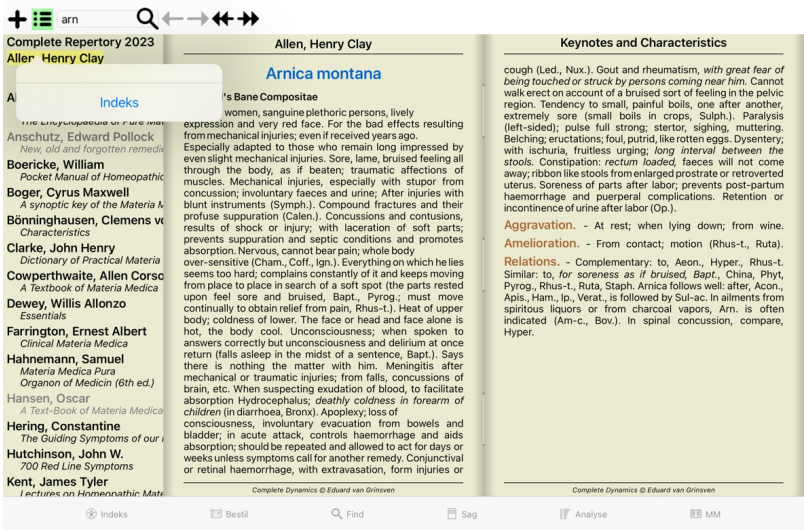 arn
Complete Repertory 2023
Allen, Henry Clay
Indeks
The Encyclopaedia of Pure Mat
Anschutz, Edward Pollock
New, old and forgotten remedie
Boericke, William
Pocket Manual of Homeopathic
Boger, Cyrus Maxwell
A synoptic key of the Materia M
Bönninghausen, Clemens vo
Characteristics
Clarke, John Henry
Dictionary of Practical Materia
Cowperthwaite, Allen Corso
A Textbook of Materia Medica
Dewey, Willis Allonzo
Essentials
Farrington, Ernest Albert
Clinical Materia Medica
Hahnemann, Samuel
Materia Medica Pura
Organon of Medicin (6th ed.)
Hansen, Oscar
A Text-Book of Materia Medica
Hering, Constantine
The Guiding Symptoms of our
Hutchinson, John W.
700 Red Line Symptoms
Kent, James Tyler
Lectures on Homeopathic Mate
Allen, Henry Clay
Arnica montana
's Bane Compositae
women, sanguine plethoric persons, lively
expression and very red face. For the bad effects resulting
from mechanical injuries; even if received years ago.
Especially adapted to those who remain long impressed by
even slight mechanical injuries. Sore, lame, bruised feeling all
through the body, as if beaten; traumatic affections of
muscles. Mechanical injuries, especially with stupor from
concussion; involuntary faeces and urine; After injuries with
blunt instruments (Symph.). Compound fractures and their
profuse suppuration (Calen.). Concussions and contusions,
results of shock or injury; with laceration of soft parts;
prevents suppuration and septic conditions and promotes
absorption. Nervous, cannot bear pain; whole body
over-sensitive (Cham., Coff., Ign.). Everything on which he lies
seems too hard; complains constantly of it and keeps moving
from place to place in search of a soft spot (the parts rested
upon feel sore and bruised, Bapt., Pyrog.; must move
continually to obtain relief from pain, Rhus-t.). Heat of upper
body; coldness of lower. The face or head and face alone is
hot, the body cool. Unconsciousness; when spoken to
answers correctly but unconsciousness and delirium at once
return (falls asleep in the midst of a sentence, Bapt.). Says
there is nothing the matter with him. Meningitis after
mechanical or traumatic injuries; from falls, concussions of
brain, etc. When suspecting exudation of blood, to facilitate
absorption Hydrocephalus; deathly coldness in forearm of
children (in diarrhoea, Bronx). Apoplexy; loss of
consciousness, involuntary evacuation from bowels and
bladder; in acute attack, controls haemorrhage and aids
absorption; should be repeated and allowed to act for days or
weeks unless symptoms call for another remedy. Conjunctival
or retinal haemorrhage, with extravasation, form injuries or
Complete Dynamics © Eduard van Grinsven
Keynotes and Characteristics
cough (Led., Nux.). Gout and rheumatism, with great fear of
being touched or struck by persons coming near him. Cannot
walk erect on account of a bruised sort of feeling in the pelvic
region. Tendency to small, painful boils, one after another,
extremely sore (small boils in crops, Sulph.). Paralysis
(left-sided); pulse full strong; stertor, sighing, muttering.
Belching; eructations; foul, putrid, like rotten eggs. Dysentery;
with ischuria, fruitless urging; long interval between the
stools. Constipation: rectum loaded, faeces will not come
away; ribbon like stools from enlarged prostrate or retroverted
uterus. Soreness of parts after labor; prevents post-partum
haemorrhage and puerperal complications. Retention or
incontinence of urine after labor (Op.).
Aggravation. - At rest; when lying down; from wine.
Amelioration. - From contact; motion (Rhus-t., Ruta).
Relations. - Complementary: to, Aeon., Hyper., Rhus-t.
Similar: to, for soreness as if bruised, Bapt., China, Phyt,
Pyrog., Rhus-t., Ruta, Staph. Arnica follows well: after, Acon.,
Apis., Ham., Ip., Verat., is followed by Sul-ac. In ailments from
spiritous liquors or from charcoal vapors, Arn. is often
indicated (Am-c., Bov.). In spinal concussion, compare,
Hyper.
Complete Dynamics © Eduard van Grinsven
Indeks
Bestil
Find
Sag
Analyse
MM